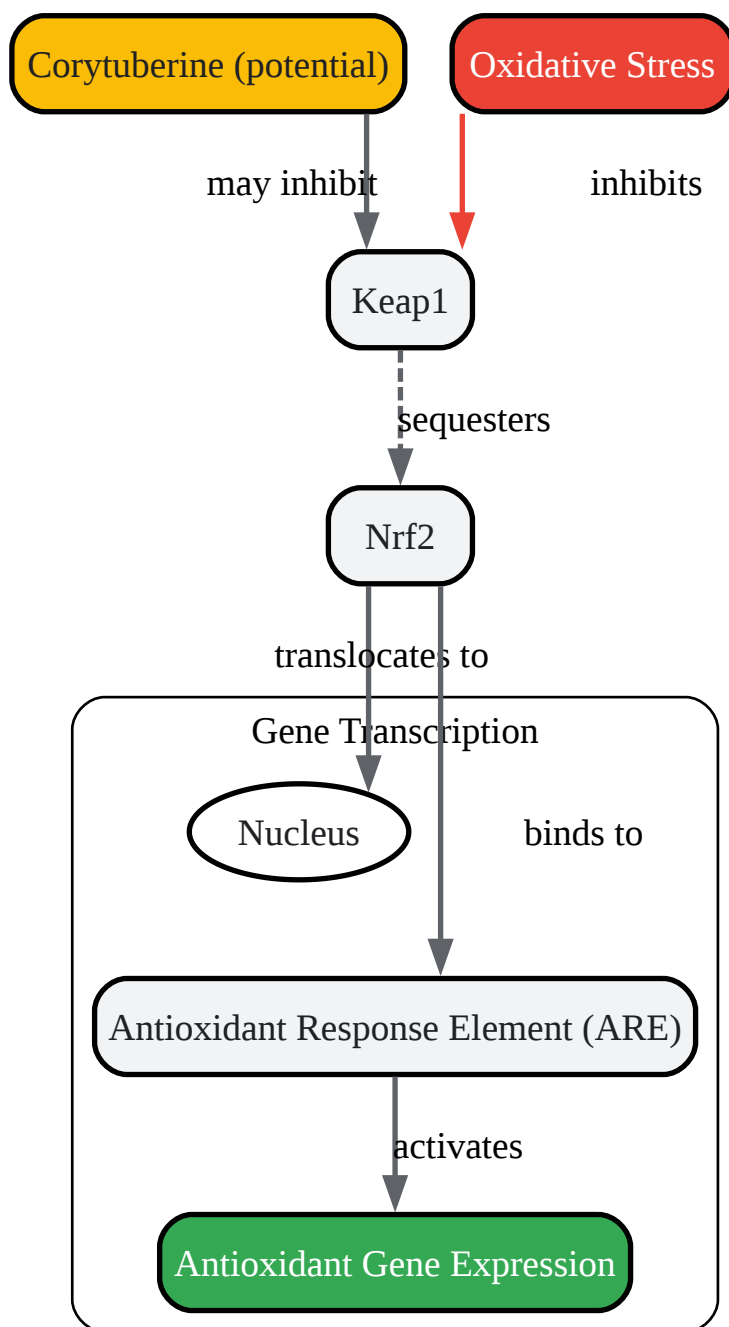 Corytuberine (potential)
Oxidative Stress
may inhibit
inhibits
Keap1
sequesters
Nrf2
translocates to
Gene Transcription
Nucleus
binds to
Antioxidant Response Element (ARE)
activates
Antioxidant Gene Expression